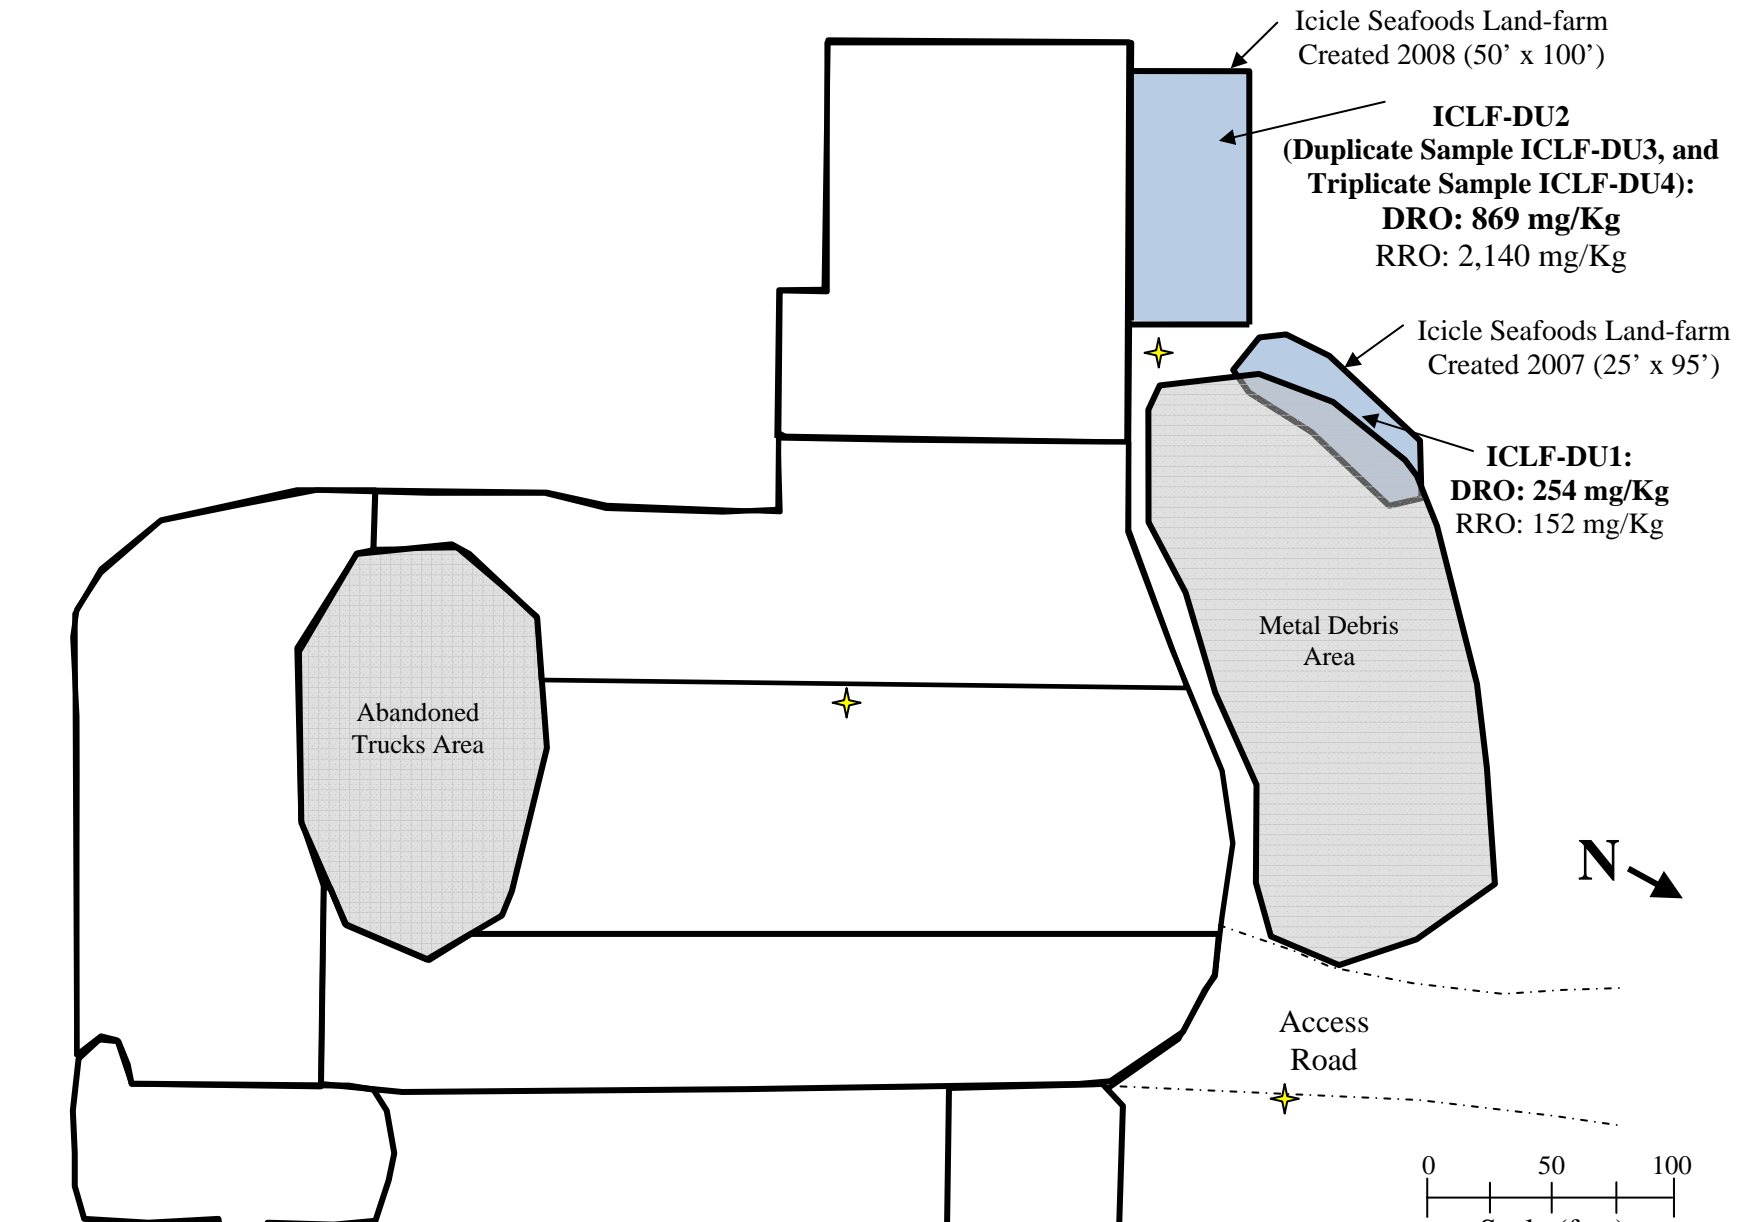 Icicle Seafoods Land-farm
Created 2008 (50’ x 100’)
ICLF-DU2
(Duplicate Sample ICLF-DU3, and
Triplicate Sample ICLF-DU4):
DRO: 869 mg/Kg
RRO: 2,140 mg/Kg
Icicle Seafoods Land-farm
Created 2007 (25’ x 95’)
ICLF-DU1:
DRO: 254 mg/Kg
RRO: 152 mg/Kg
Metal Debris
Area
Abandoned
Trucks Area
N
Access
Road
0 50 100